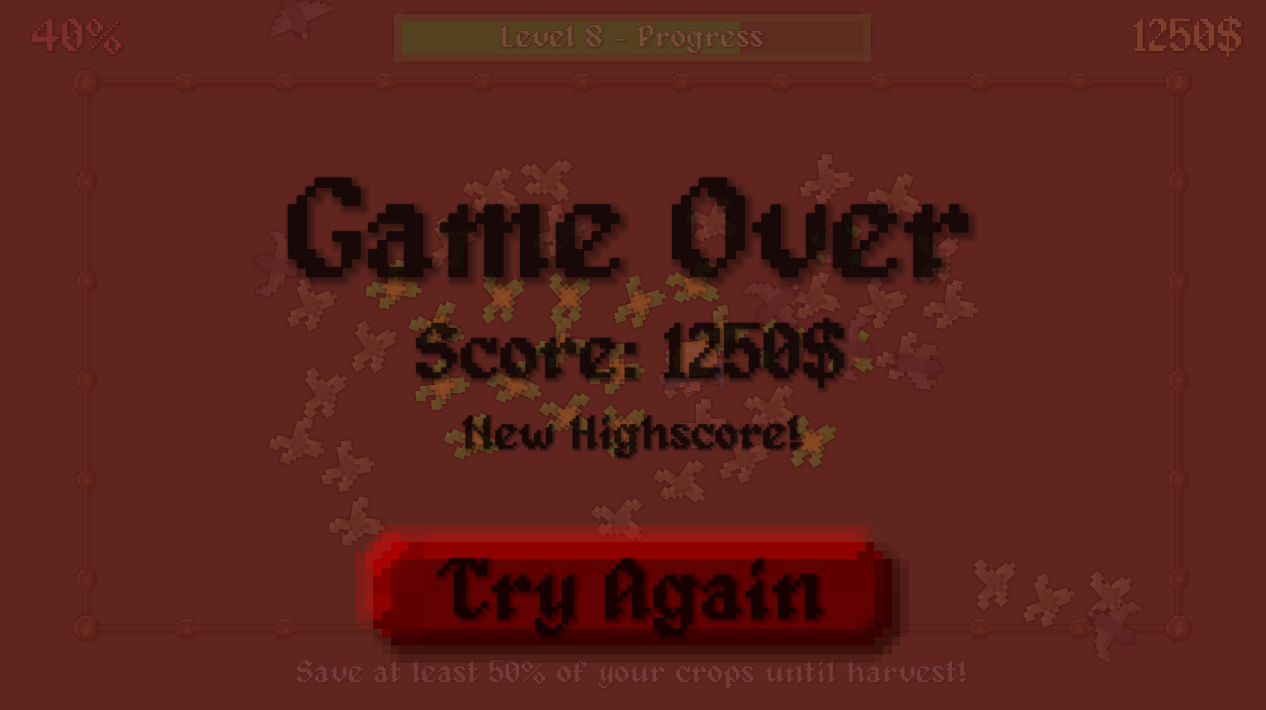 40%
Level 8 - Progress
1250$
Game Over
Score: 1250$
New Highscore!
Try Again
Save at least 50% of your crops until harvest!